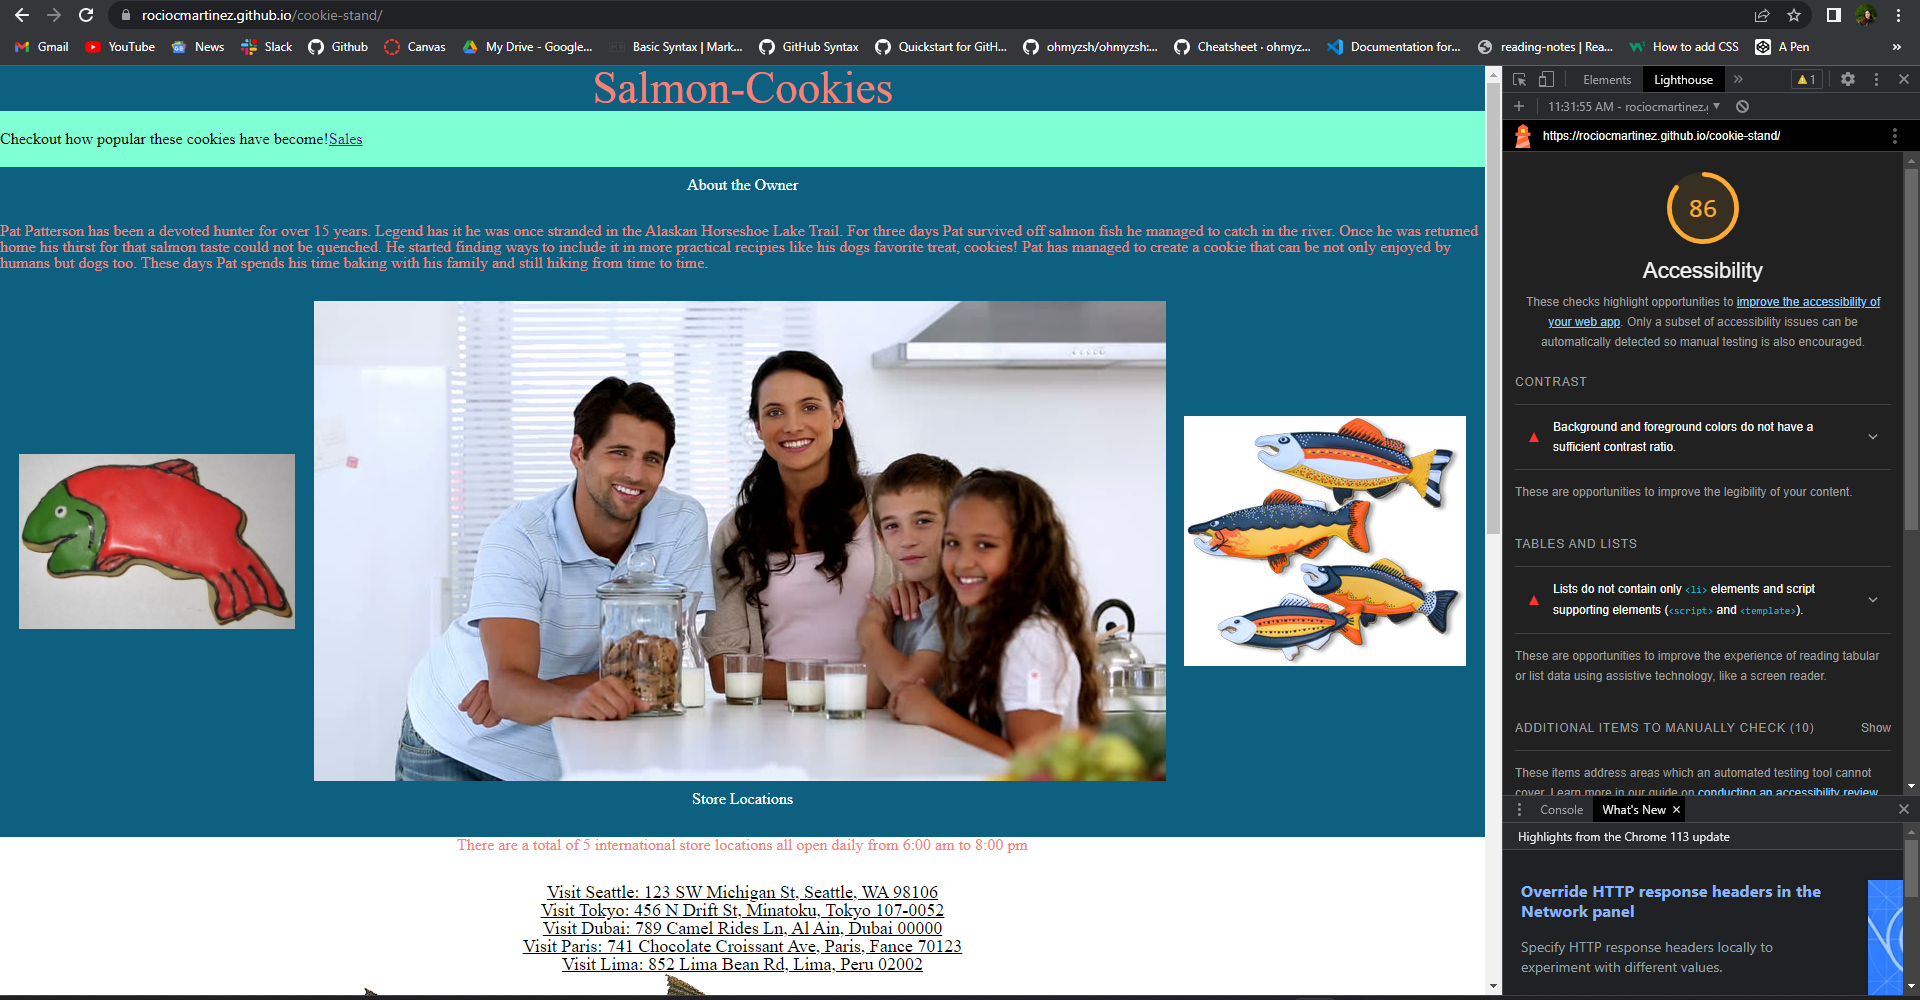 rociocmartinez.github.io/cookie-stand/
Gmail YouTube News Slack Github Canvas My Drive - Google... Basic Syntax | Mark... GitHub Syntax Quickstart for GitH... ohmyzsh/ohmyzsh:... Cheatsheet · ohmyz... Documentation for... reading-notes | Rea... How to add CSS A Pen »
Salmon-Cookies
Checkout how popular these cookies have become!Sales
About the Owner
Pat Patterson has been a devoted hunter for over 15 years. Legend has it he was once stranded in the Alaskan Horseshoe Lake Trail. For three days Pat survived off salmon fish he managed to catch in the river. Once he was returned
home his thirst for that salmon taste could not be quenched. He started finding ways to include it in more practical recipies like his dogs favorite treat, cookies! Pat has managed to create a cookie that can be not only enjoyed by
humans but dogs too. These days Pat spends his time baking with his family and still hiking from time to time.
Store Locations
There are a total of 5 international store locations all open daily from 6:00 am to 8:00 pm
Visit Seattle: 123 SW Michigan St, Seattle, WA 98106
Visit Tokyo: 456 N Drift St, Minatoku, Tokyo 107-0052
Visit Dubai: 789 Camel Rides Ln, Al Ain, Dubai 00000
Visit Paris: 741 Chocolate Croissant Ave, Paris, Fance 70123
Visit Lima: 852 Lima Bean Rd, Lima, Peru 02002
Elements Lighthouse » 1
11:31:55 AM - rociocmartinez.
https://rociocmartinez.github.io/cookie-stand/
86
Accessibility
These checks highlight opportunities to improve the accessibility of
your web app. Only a subset of accessibility issues can be
automatically detected so manual testing is also encouraged.
CONTRAST
Background and foreground colors do not have a
sufficient contrast ratio.
These are opportunities to improve the legibility of your content.
TABLES AND LISTS
Lists do not contain only <li> elements and script
supporting elements (<script> and <template>).
These are opportunities to improve the experience of reading tabular
or list data using assistive technology, like a screen reader.
ADDITIONAL ITEMS TO MANUALLY CHECK (10) Show
These items address areas which an automated testing tool cannot
cover. Learn more in our guide on conducting an accessibility review
Console What's New
Highlights from the Chrome 113 update
Override HTTP response headers in the
Network panel
Specify HTTP response headers locally to
experiment with different values.